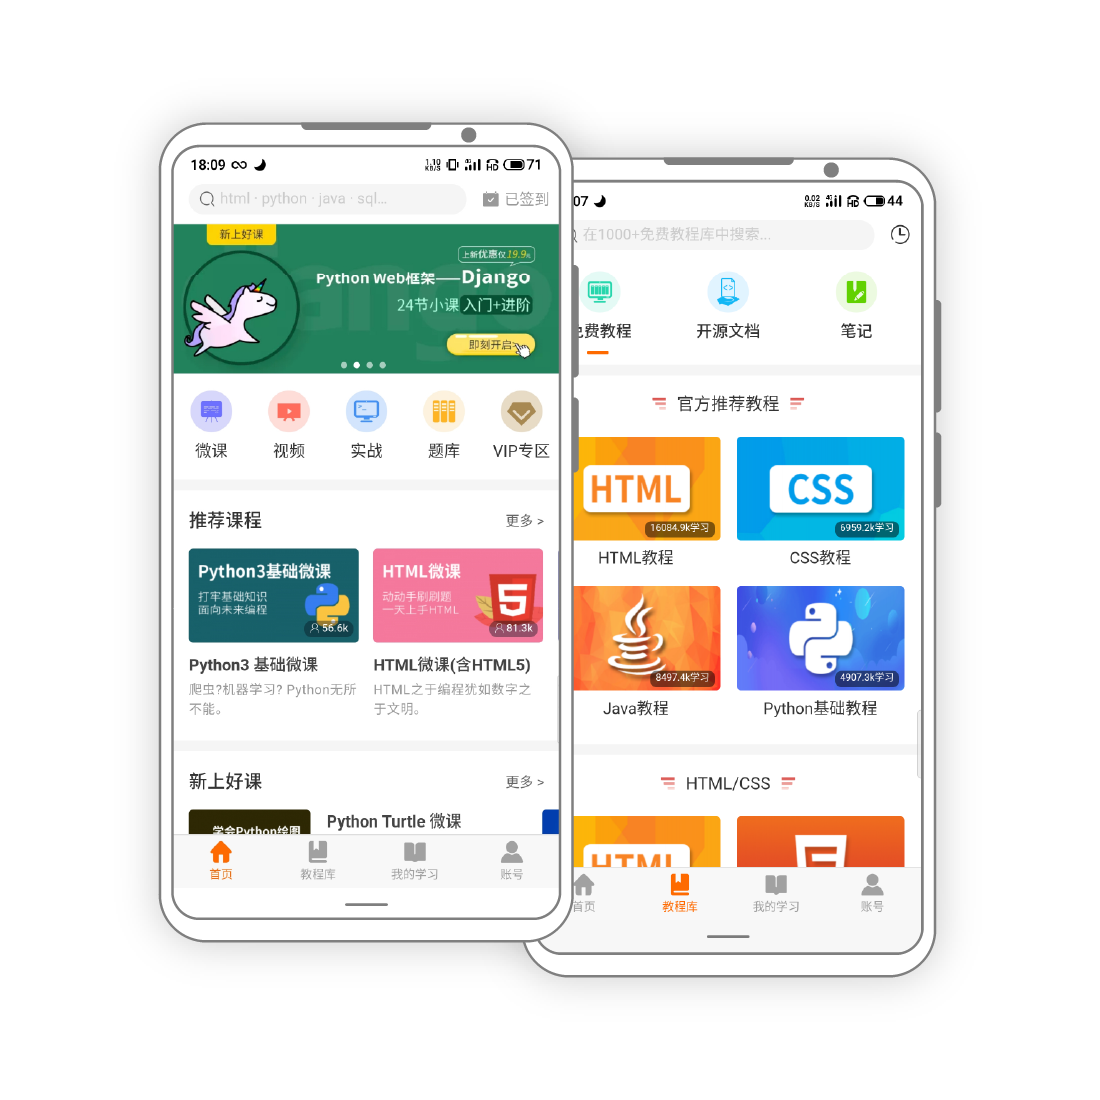 18:09
1.10 KB/S
4G
HD
71
html · python · java · sql...
已签到
新上好课
上新优惠仅19.9元
Python Web框架——Django
24节小课 入门+进阶
即刻开启>
微课
视频
实战
题库
VIP专区
推荐课程
更多 >
Python3基础微课
打牢基础知识
面向未来编程
56.6k
HTML微课
动动手刷刷题
一天上手HTML
81.3k
Python3 基础微课
爬虫?机器学习? Python无所
不能。
HTML微课(含HTML5)
HTML之于编程犹如数字之
于文明。
新上好课
更多 >
学会Python绘图
Python Turtle 微课
首页
教程库
我的学习
账号
07
0.02 KB/S
4G
44
在1000+免费教程库中搜索...
费教程
开源文档
笔记
官方推荐教程
HTML
16084.9k学习
CSS
6959.2k学习
HTML教程
CSS教程
8497.4k学习
4907.3k学习
Java教程
Python基础教程
HTML/CSS
HTML
首页
教程库
我的学习
账号